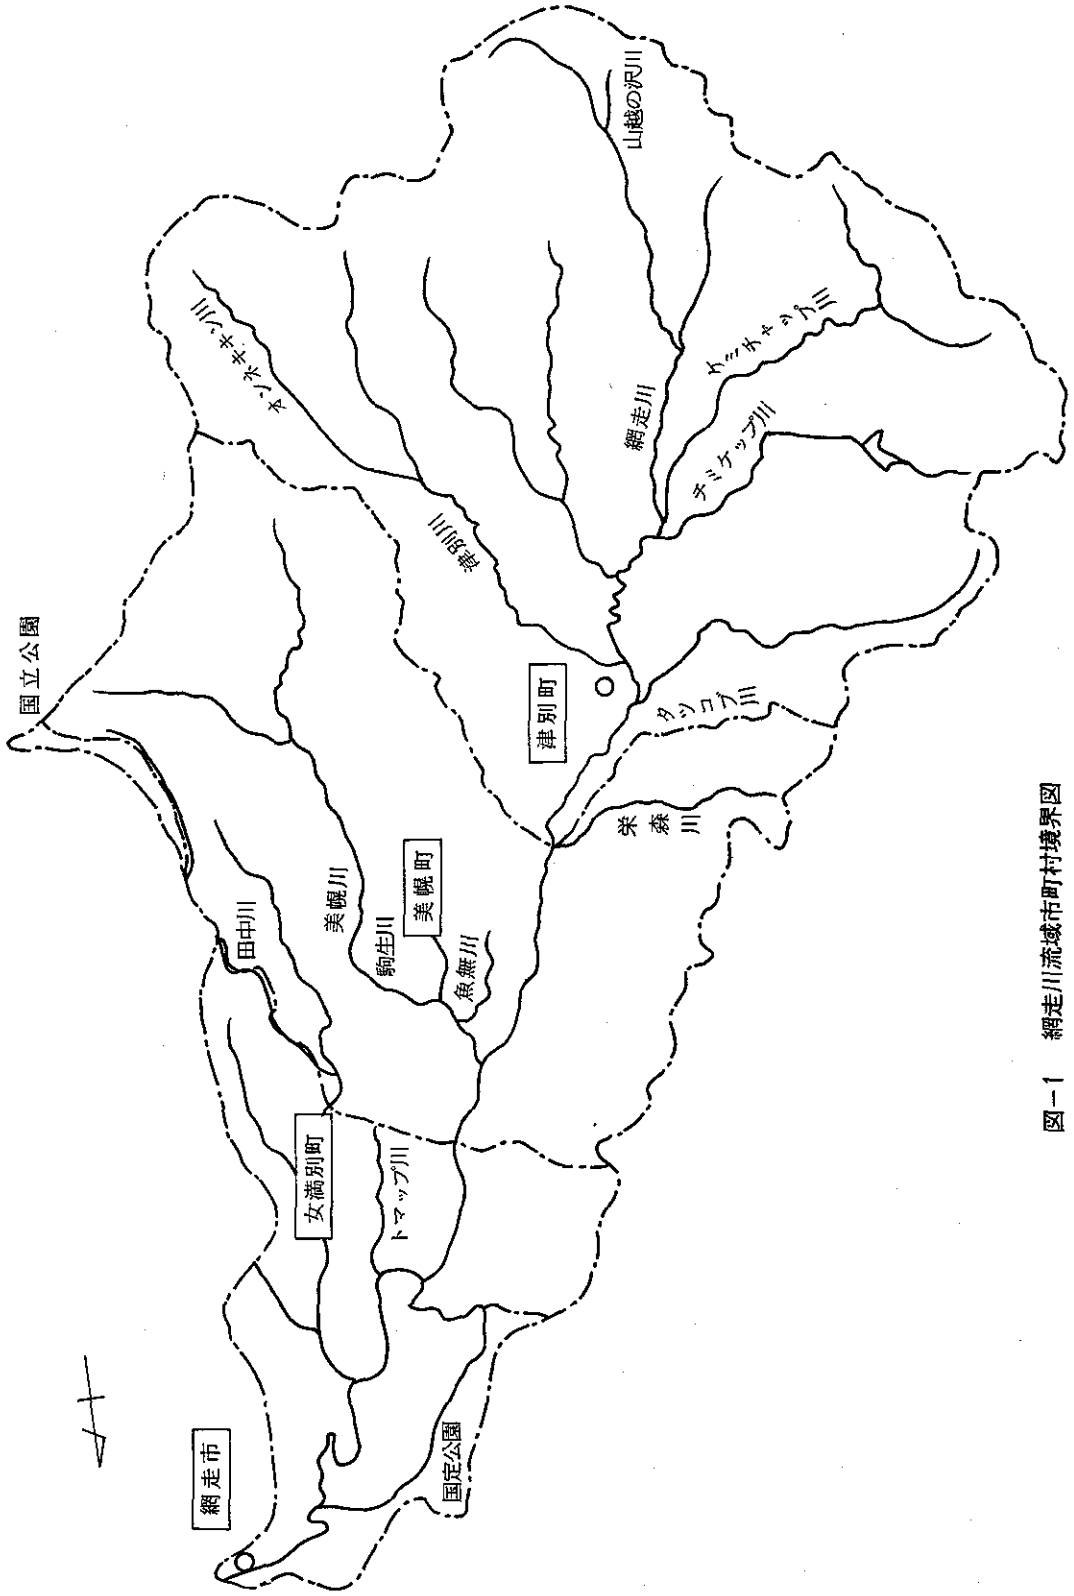 国立公園
山越の沢川
オンネキキン川
網走川
ケミチャップ川
チミケップ川
津別川
津別町
タッコブ川
栄森川
美幌町
美幌川
駒生川
魚無川
田中川
女満別町
トマップ川
網走市
国定公園
図-1 網走川流域市町村境界図